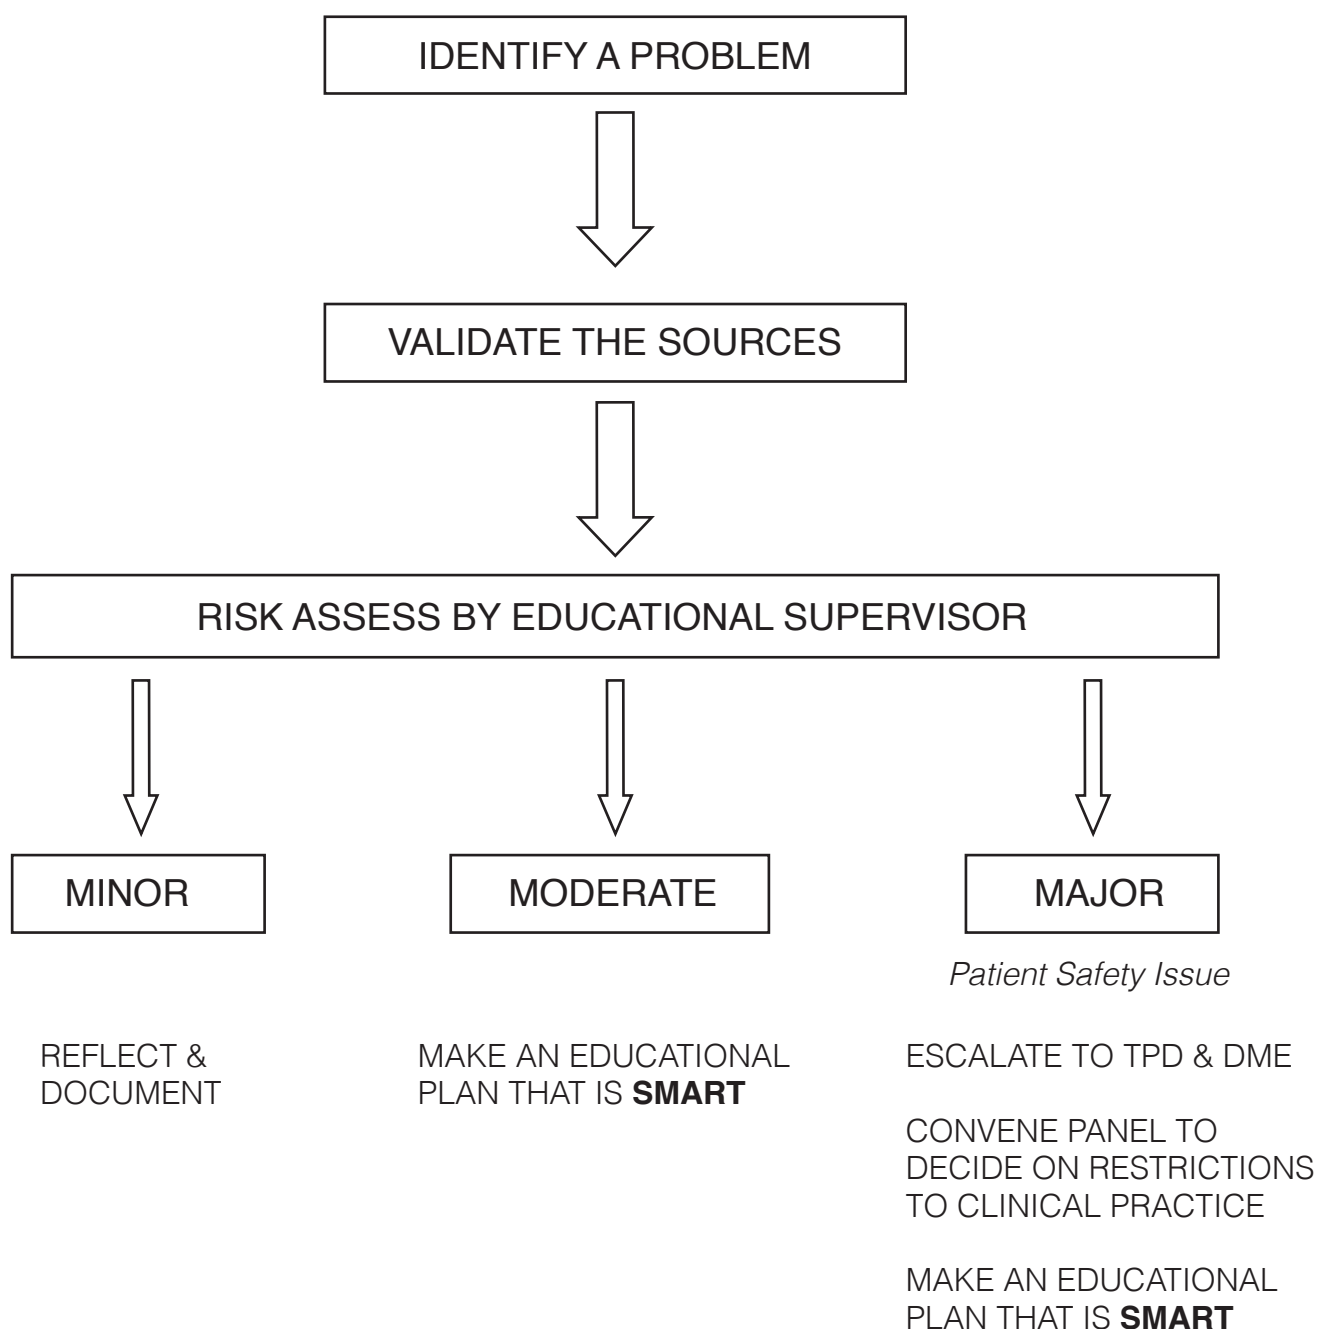 IDENTIFY A PROBLEM
VALIDATE THE SOURCES
RISK ASSESS BY EDUCATIONAL SUPERVISOR
MINOR
REFLECT &
DOCUMENT
MODERATE
MAKE AN EDUCATIONAL
PLAN THAT IS SMART
MAJOR
Patient Safety Issue
ESCALATE TO TPD & DME
CONVENE PANEL TO
DECIDE ON RESTRICTIONS
TO CLINICAL PRACTICE
MAKE AN EDUCATIONAL
PLAN THAT IS SMART